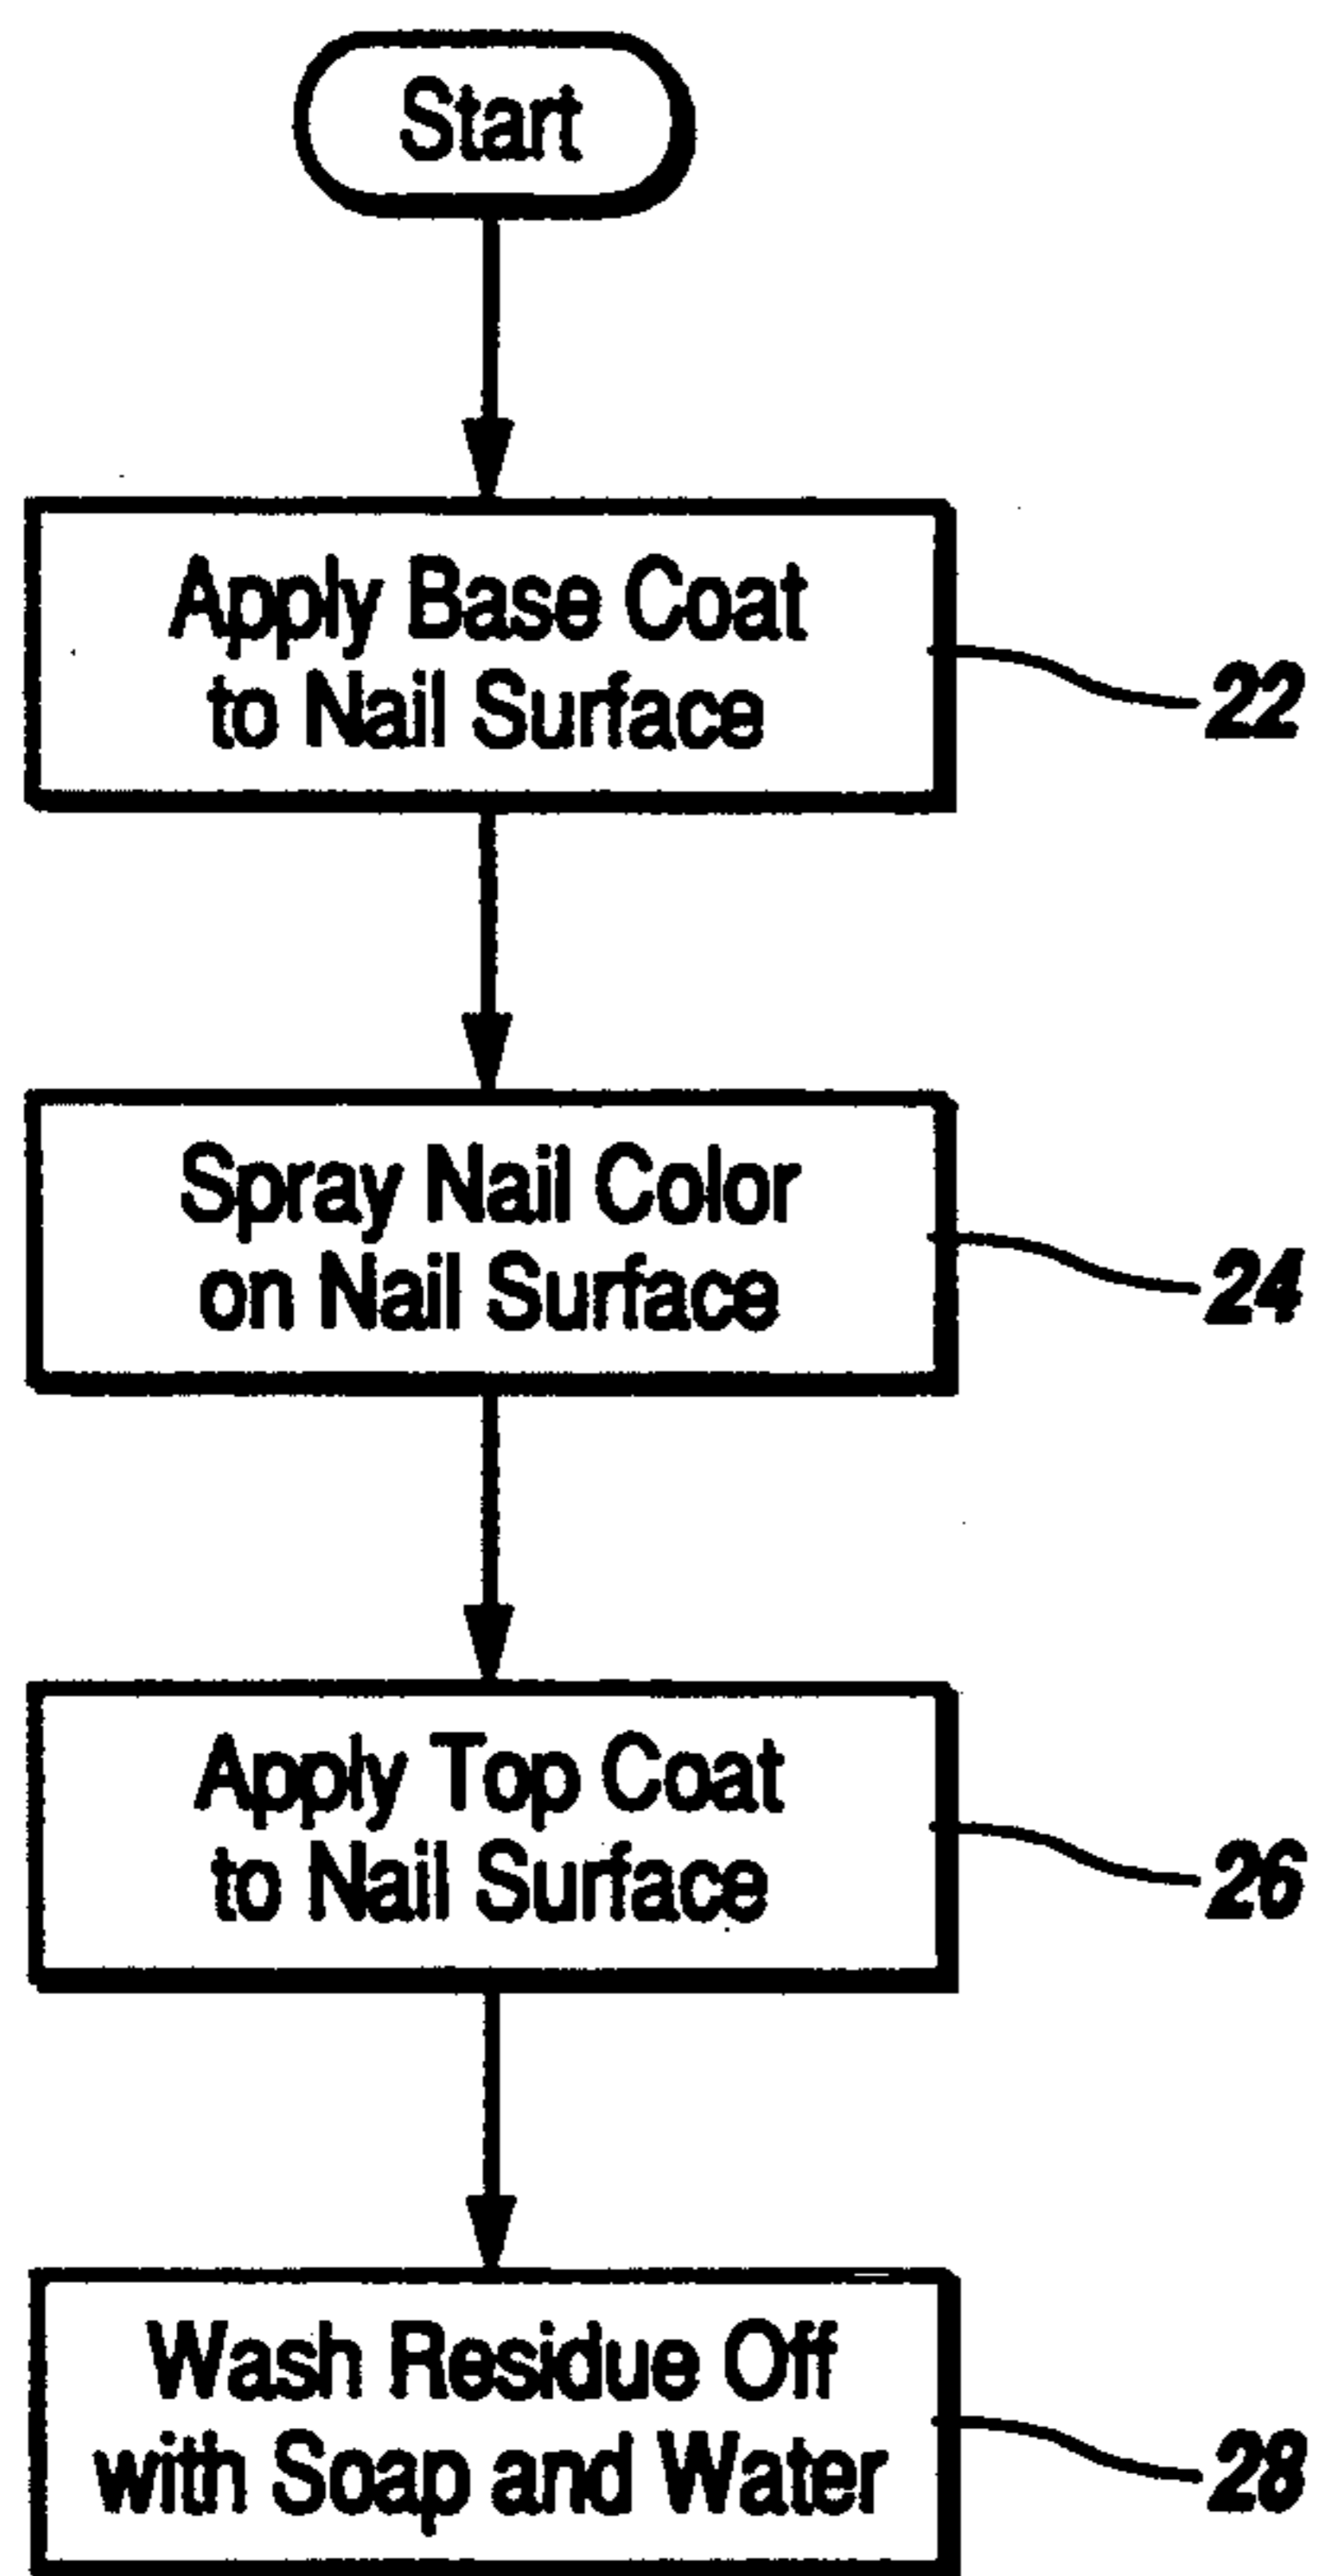 Start
Apply Base Coat
to Nail Surface
22
Spray Nail Color
on Nail Surface
24
Apply Top Coat
to Nail Surface
26
Wash Residue Off
with Soap and Water
28